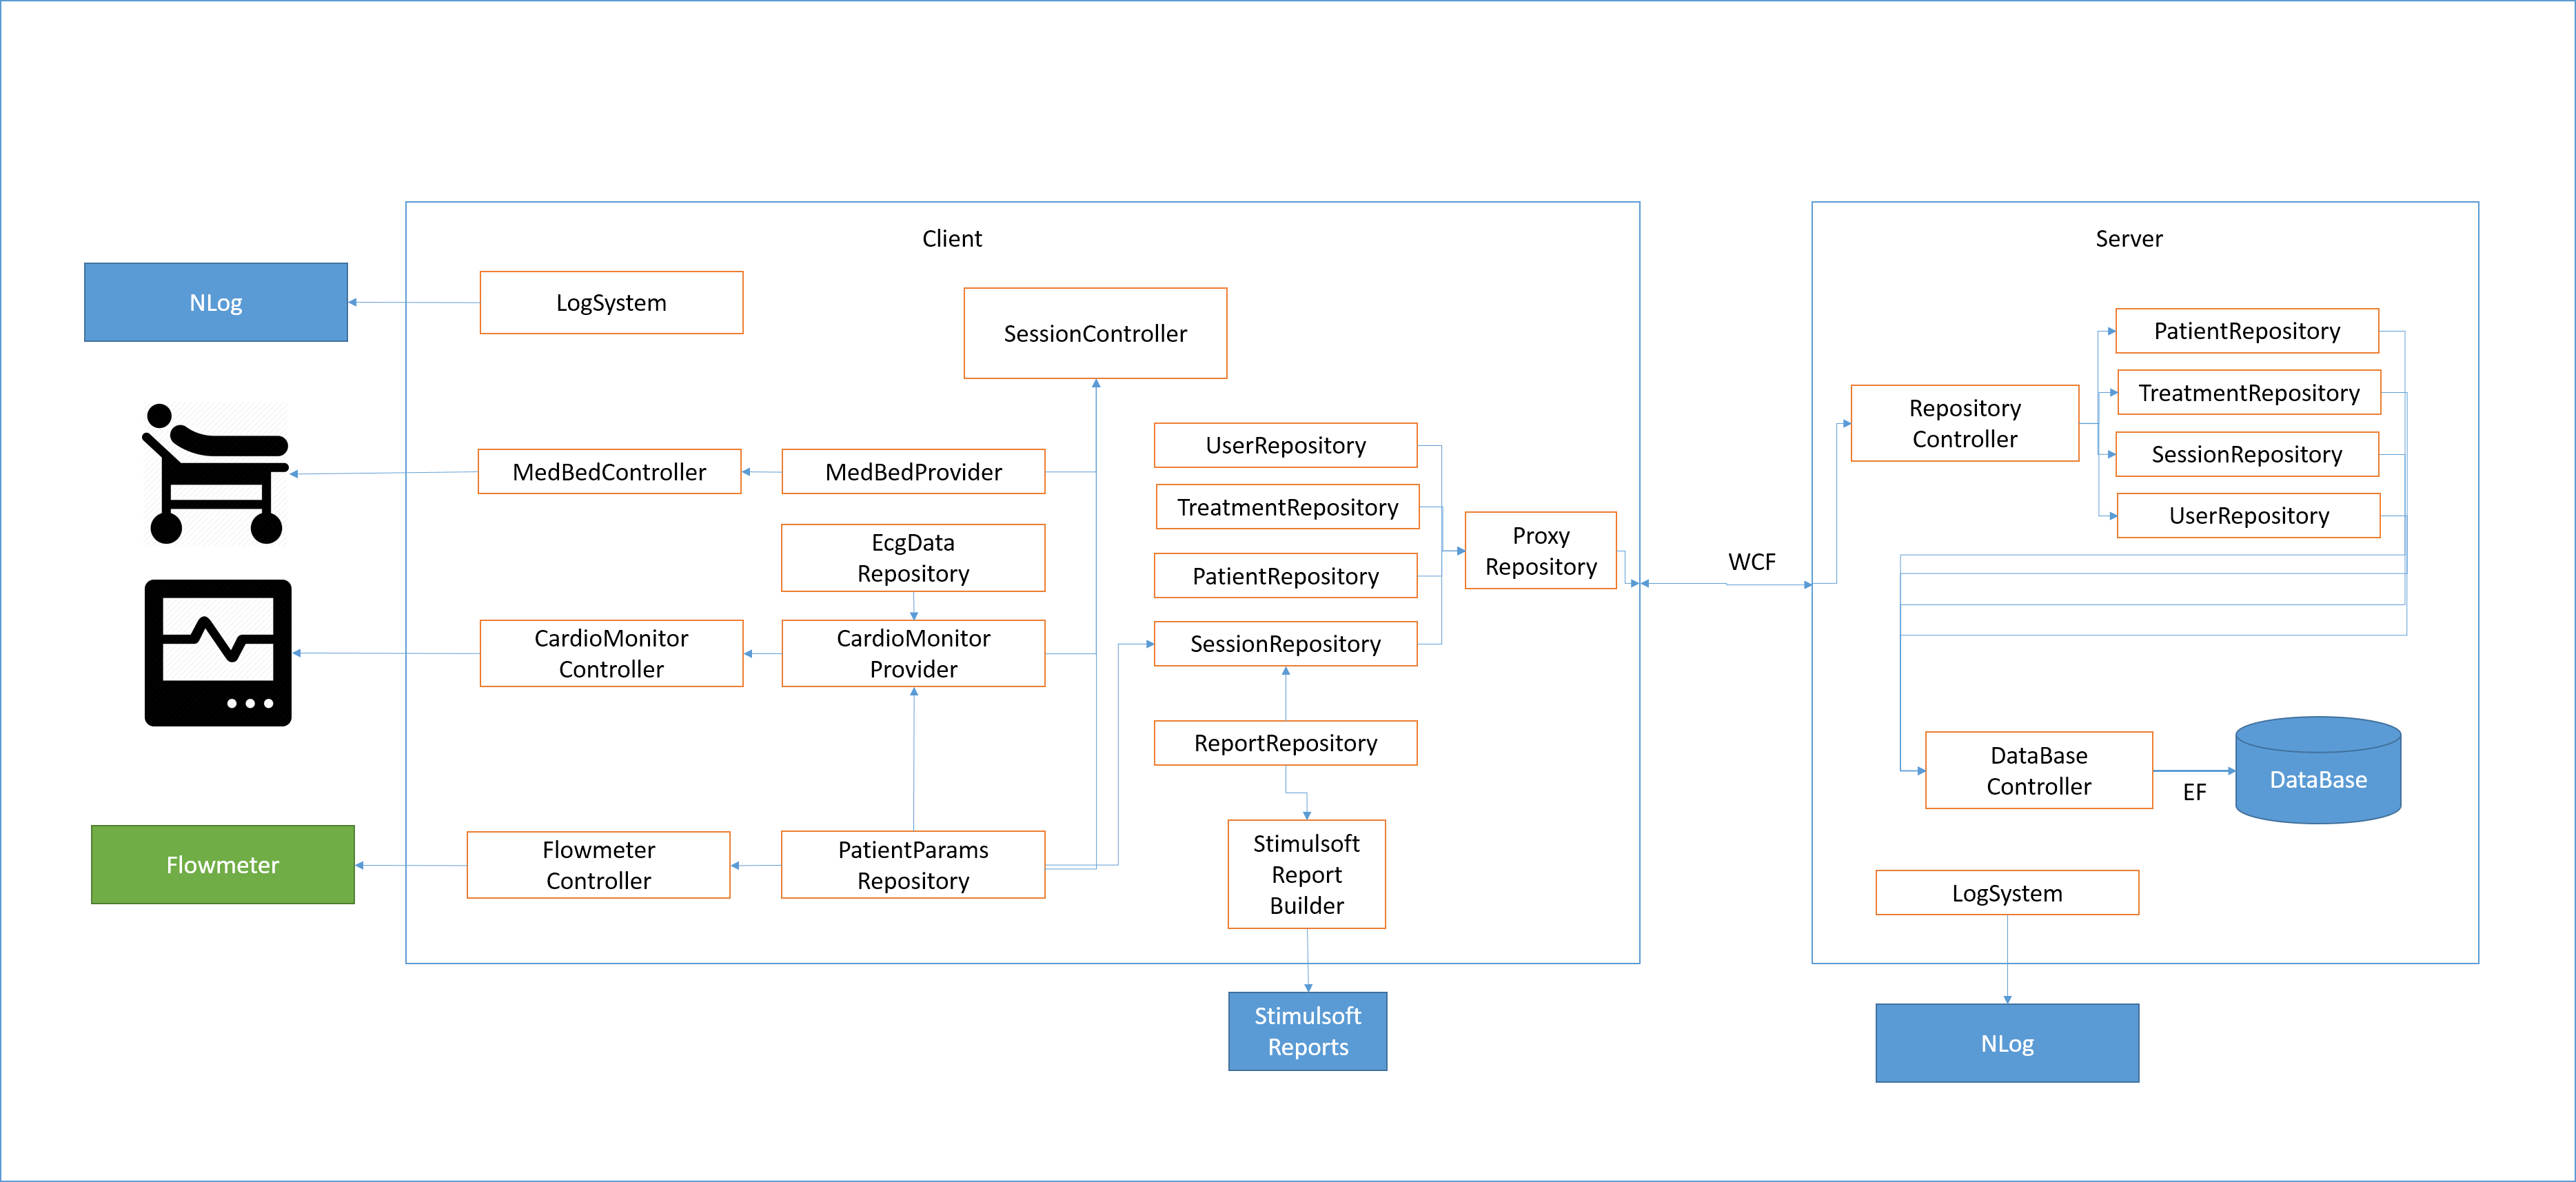 Client
Server
NLog
LogSystem
SessionController
PatientRepository
TreatmentRepository
Repository
Controller
SessionRepository
UserRepository
MedBedController
MedBedProvider
UserRepository
TreatmentRepository
PatientRepository
SessionRepository
Proxy
Repository
WCF
EcgData
Repository
CardioMonitor
Controller
CardioMonitor
Provider
ReportRepository
DataBase
Controller
EF
DataBase
Flowmeter
Flowmeter
Controller
PatientParams
Repository
Stimulsoft
Report
Builder
LogSystem
Stimulsoft
Reports
NLog